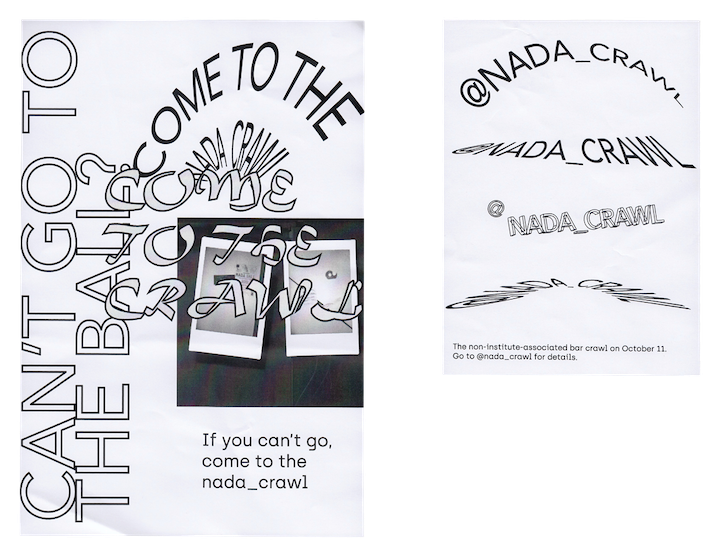 CAN'T GO TO
THE BALL?
COME TO THE
NADA CRAWL
COME
TO THE
CRAWL
If you can't go,
come to the
nada_crawl
@NADA_CRAWL
@NADA_CRAWL
@NADA_CRAWL
NADA_CRAWL
The non-institute-associated bar crawl on October 11.
Go to @nada_crawl for details.